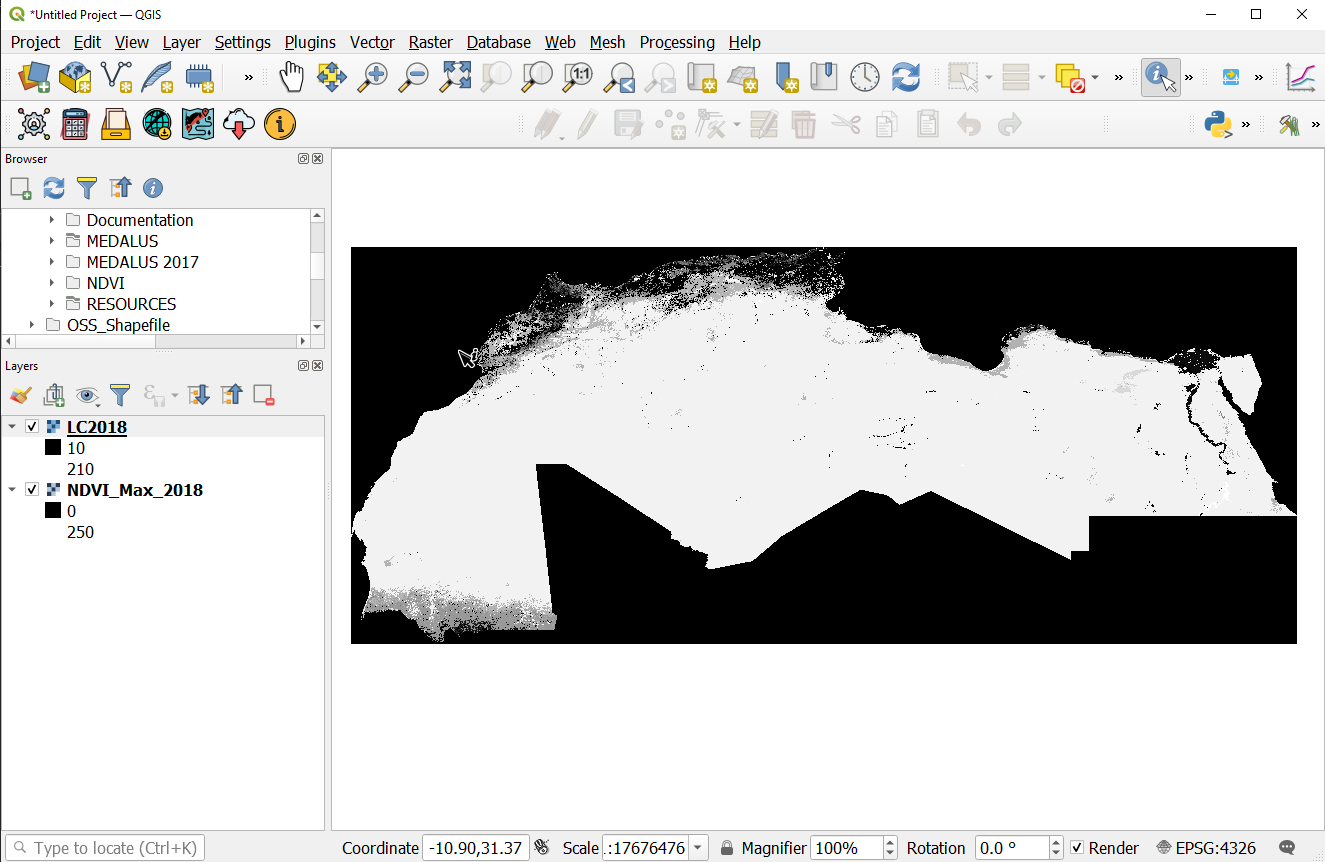 *Untitled Project — QGIS
Project Edit View Layer Settings Plugins Vector Raster Database Web Mesh Processing Help
1:1
Browser
Documentation
MEDALUS
MEDALUS 2017
NDVI
RESOURCES
OSS_Shapefile
Layers
LC2018
10
210
NDVI_Max_2018
0
250
Type to locate (Ctrl+K) Coordinate -10.90,31.37 Scale .:17676476 Magnifier 100% Rotation 0.0 ° Render EPSG:4326